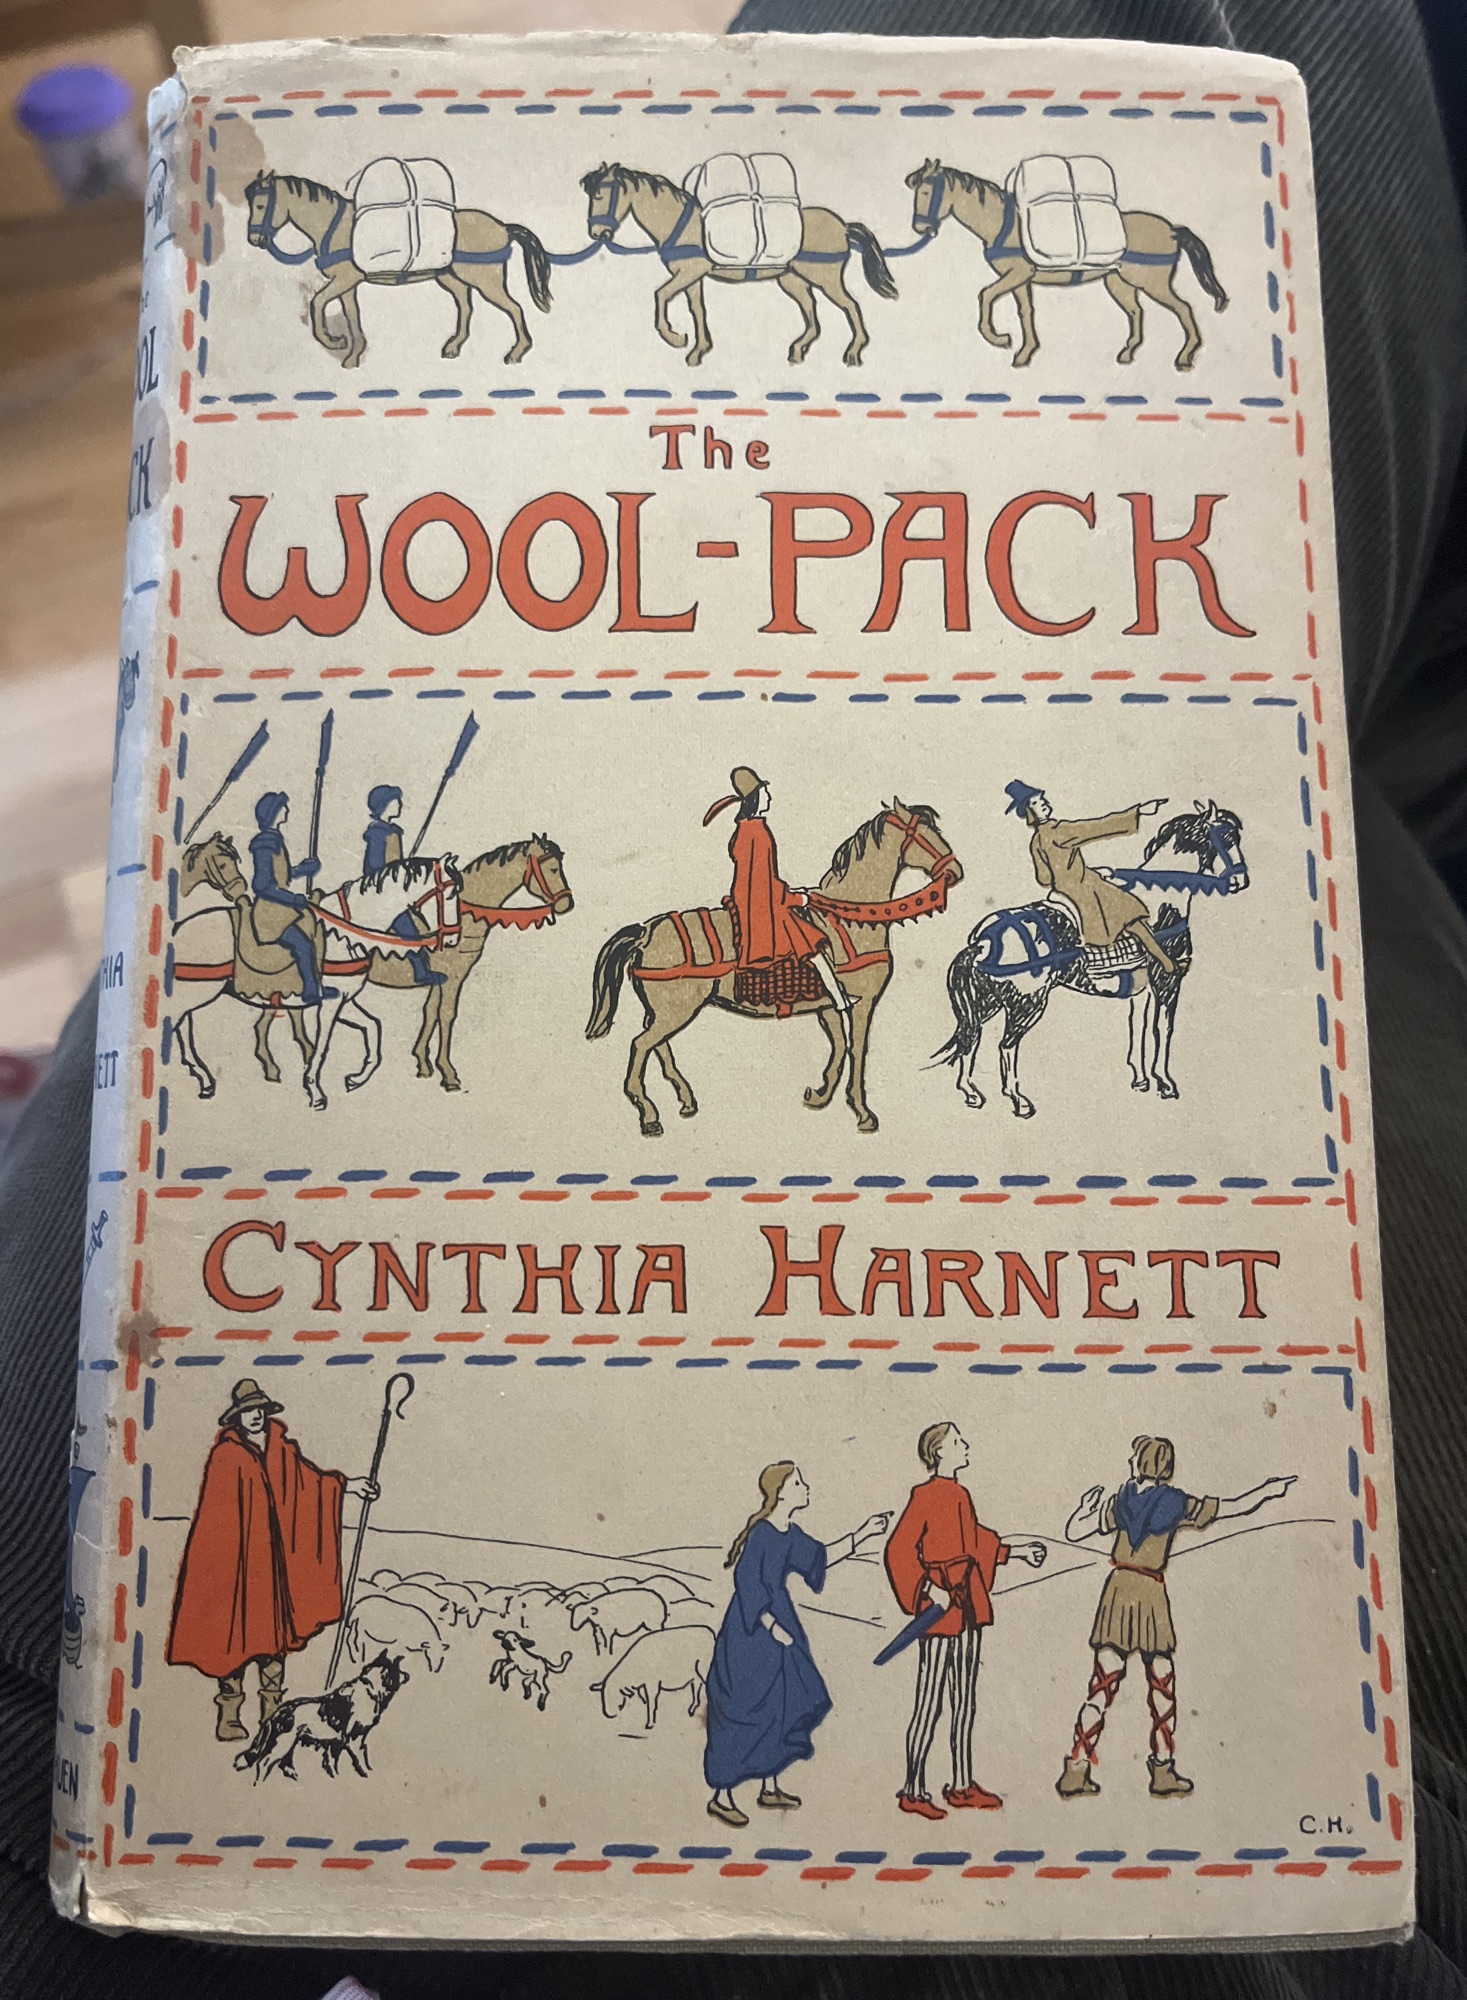 The
WOOL-PACK
CYNTHIA HARNETT
C.H.